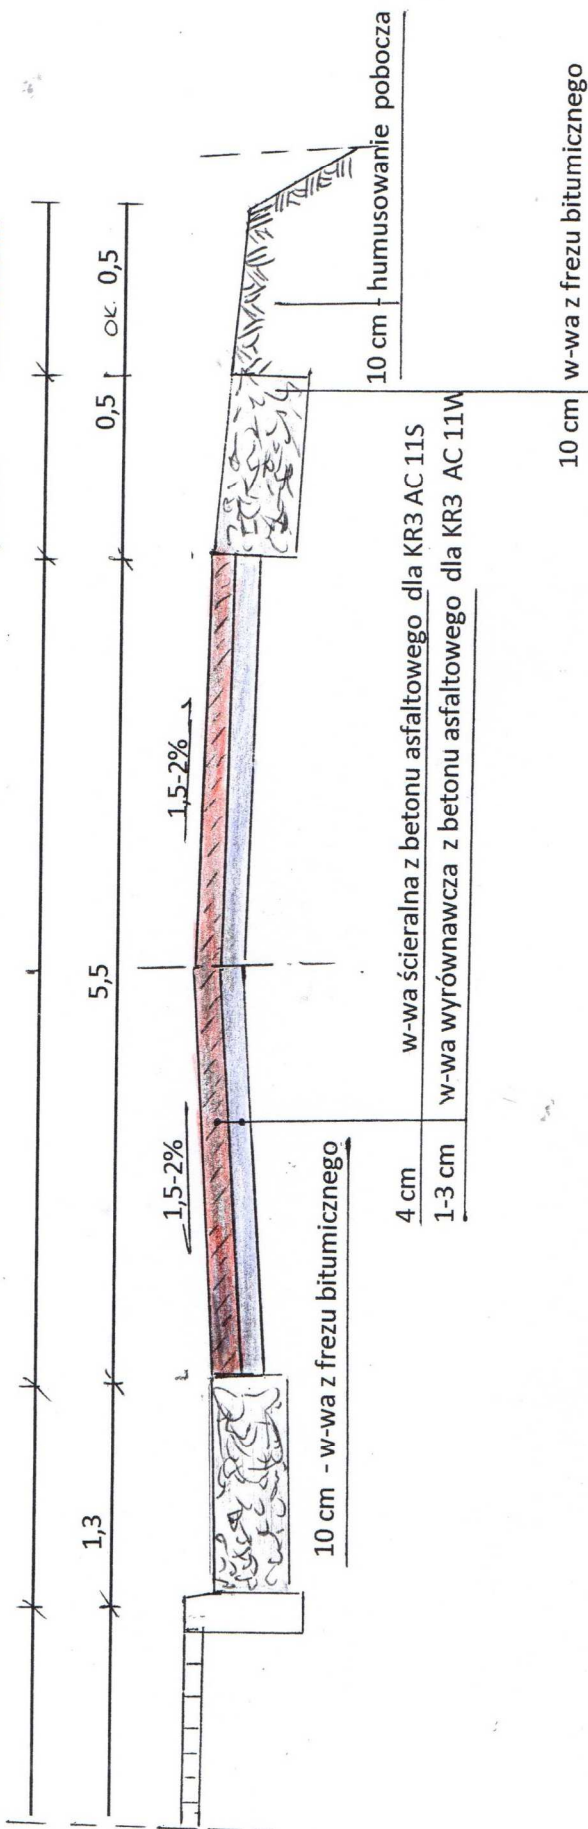 1,3
5,5
0,5
OK. 0,5
1,5-2%
1,5-2%
10 cm - w-wa z frezu bitumicznego
4 cm w-wa ścieralna z betonu asfaltowego dla KR3 AC 11S
1-3 cm w-wa wyrównawcza z betonu asfaltowego dla KR3 AC 11W
10 cm - humusowanie pobocza
10 cm w-wa z frezu bitumicznego